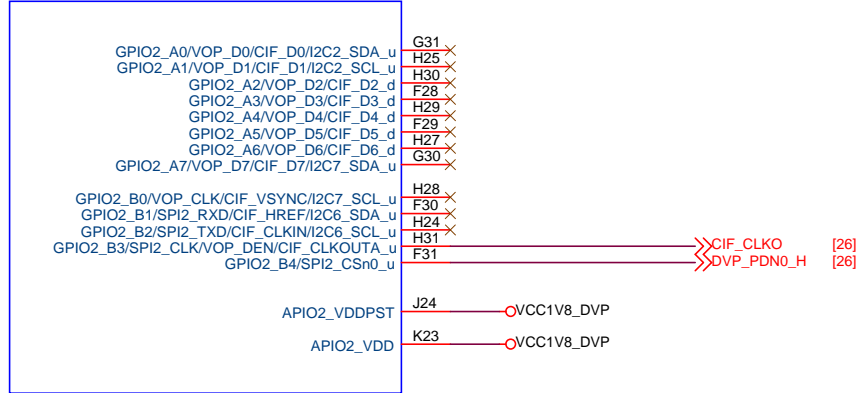 GPIO2_A0/VOP_D0/CIF_D0/I2C2_SDA_u G31
GPIO2_A1/VOP_D1/CIF_D1/I2C2_SCL_u H25
GPIO2_A2/VOP_D2/CIF_D2_d H30
GPIO2_A3/VOP_D3/CIF_D3_d F28
GPIO2_A4/VOP_D4/CIF_D4_d H29
GPIO2_A5/VOP_D5/CIF_D5_d F29
GPIO2_A6/VOP_D6/CIF_D6_d H27
GPIO2_A7/VOP_D7/CIF_D7/I2C7_SDA_u G30
GPIO2_B0/VOP_CLK/CIF_VSYNC/I2C7_SCL_u H28
GPIO2_B1/SPI2_RXD/CIF_HREF/I2C6_SDA_u F30
GPIO2_B2/SPI2_TXD/CIF_CLKIN/I2C6_SCL_u H24
GPIO2_B3/SPI2_CLK/VOP_DEN/CIF_CLKOUTA_u H31 CIF_CLKO [26]
GPIO2_B4/SPI2_CSn0_u F31 DVP_PDN0_H [26]
APIO2_VDDPST J24 VCC1V8_DVP
APIO2_VDD K23 VCC1V8_DVP